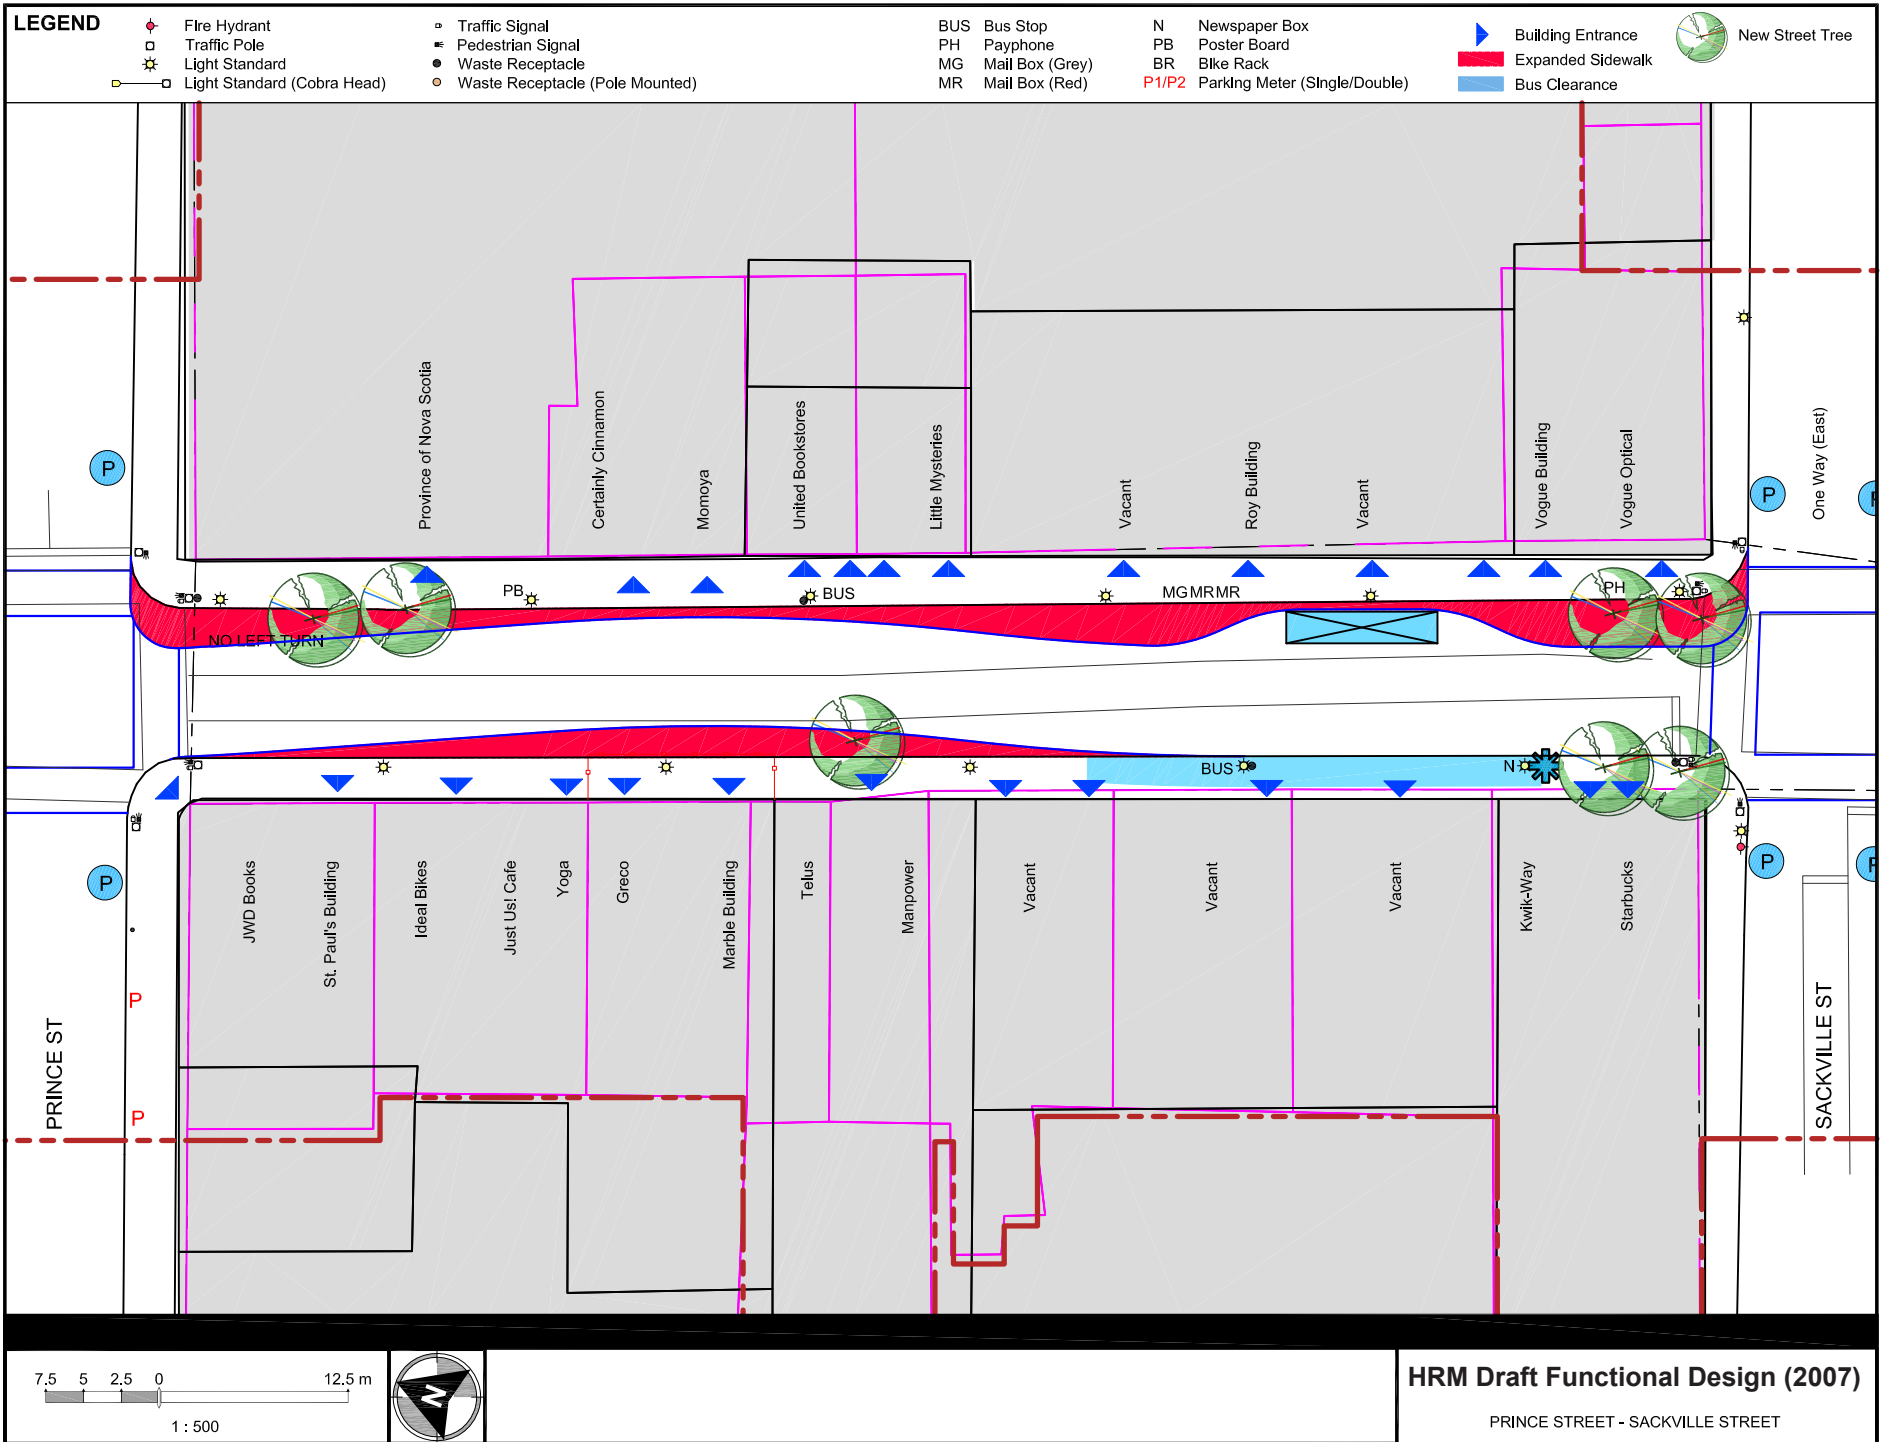 LEGEND
Fire Hydrant
Traffic Pole
Light Standard
Light Standard (Cobra Head)
Traffic Signal
Pedestrian Signal
Waste Receptacle
Waste Receptacle (Pole Mounted)
BUS Bus Stop
PH Payphone
MG Mail Box (Grey)
MR Mail Box (Red)
N Newspaper Box
PB Poster Board
BR Bike Rack
P1/P2 Parking Meter (Single/Double)
Building Entrance
Expanded Sidewalk
Bus Clearance
New Street Tree
Province of Nova Scotia
Certainly Cinnamon
Momoya
United Bookstores
Little Mysteries
Vacant
Roy Building
Vacant
Vogue Building
Vogue Optical
One Way (East)
P
P
P
PB
BUS
MGMRMR
PH
NO LEFT TURN
BUS
N
P
P
P
JWD Books
St. Paul's Building
Ideal Bikes
Just Us! Cafe
Yoga
Greco
Marble Building
Telus
Manpower
Vacant
Vacant
Vacant
Kwik-Way
Starbucks
P
P
PRINCE ST
SACKVILLE ST
7.5 5 2.5 0 12.5 m
1 : 500
N
HRM Draft Functional Design (2007)
PRINCE STREET - SACKVILLE STREET